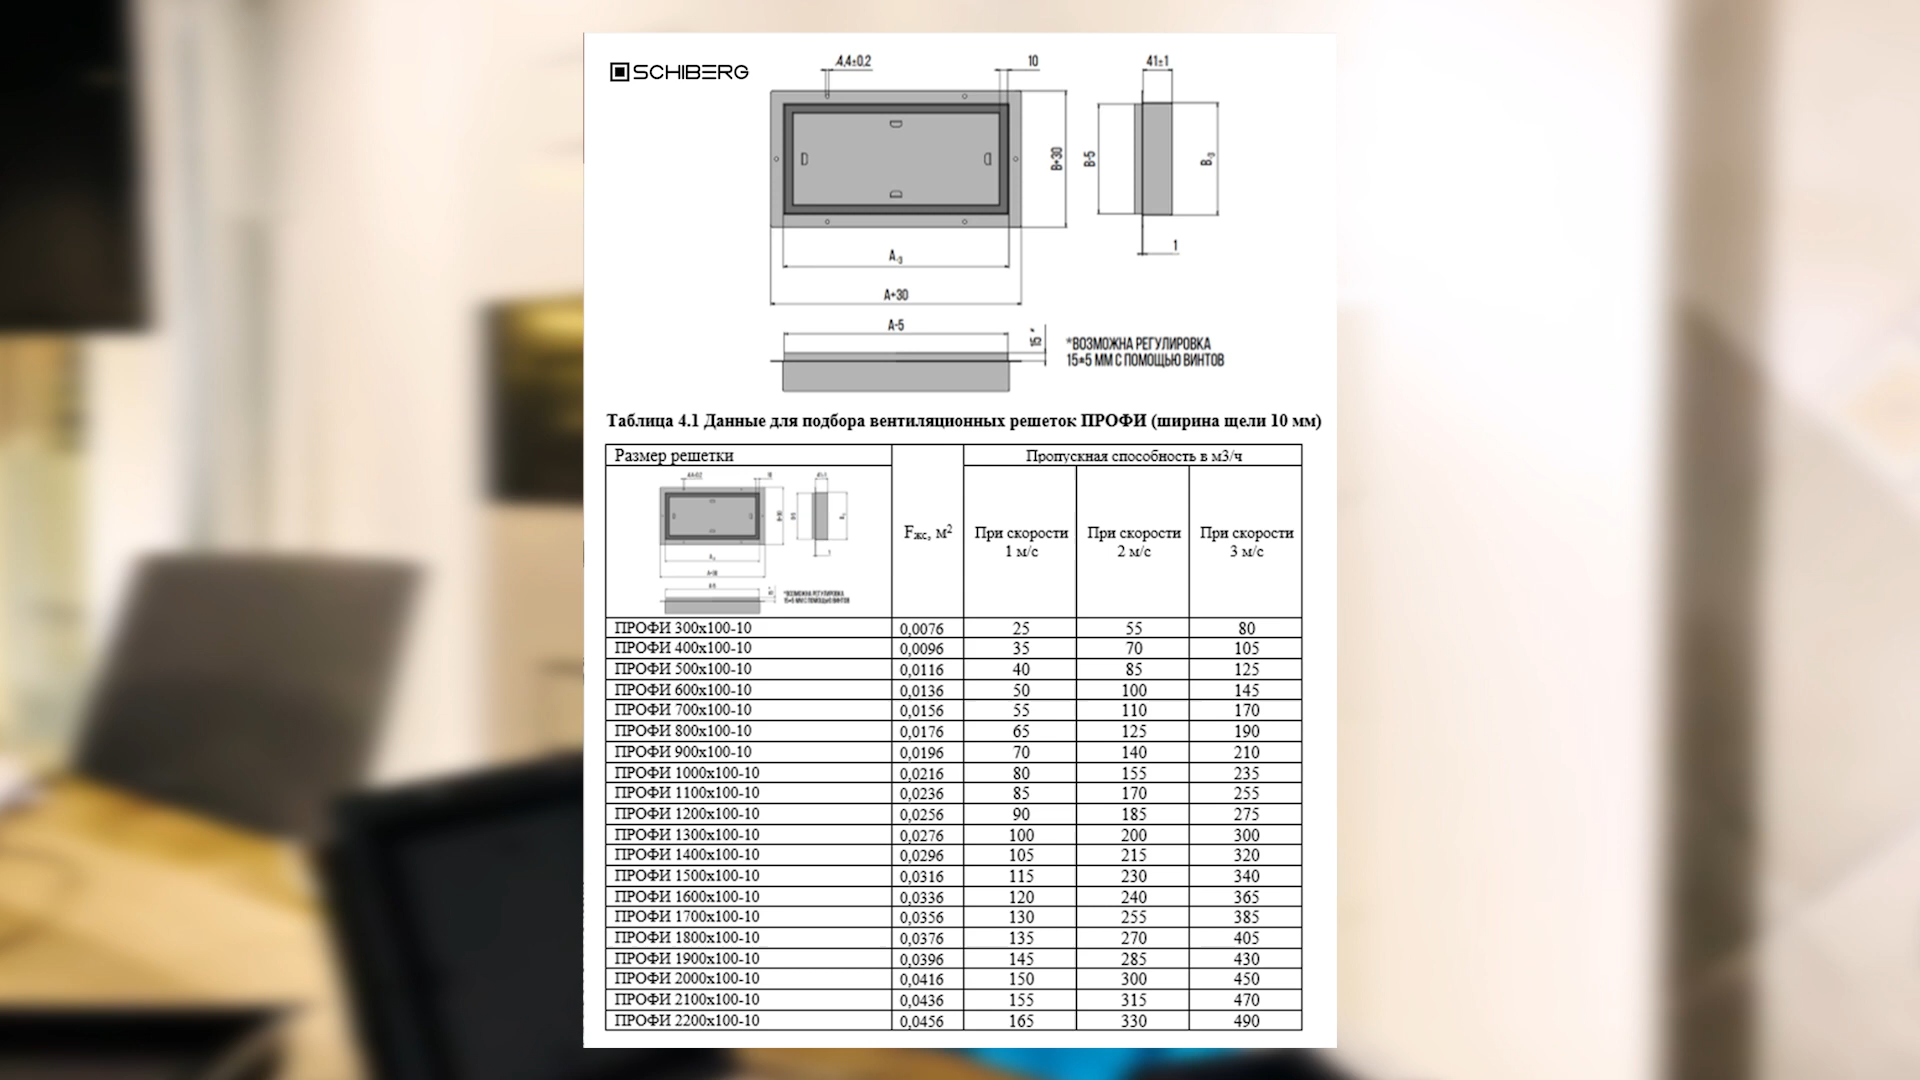 SCHIBERG
4,4±0,2
10
41±1
B+30
B-5
B-3
1
A-3
A+30
A-5
15*
*ВОЗМОЖНА РЕГУЛИРОВКА
15±5 ММ С ПОМОЩЬЮ ВИНТОВ
Таблица 4.1 Данные для подбора вентиляционных решеток ПРОФИ (ширина щели 10 мм)
Размер решетки
Fжс, м2
Пропускная способность в м3/ч
При скорости 1 м/с
При скорости 2 м/с
При скорости 3 м/с
ПРОФИ 300х100-10 0,0076 25 55 80
ПРОФИ 400х100-10 0,0096 35 70 105
ПРОФИ 500х100-10 0,0116 40 85 125
ПРОФИ 600х100-10 0,0136 50 100 145
ПРОФИ 700х100-10 0,0156 55 110 170
ПРОФИ 800х100-10 0,0176 65 125 190
ПРОФИ 900х100-10 0,0196 70 140 210
ПРОФИ 1000х100-10 0,0216 80 155 235
ПРОФИ 1100х100-10 0,0236 85 170 255
ПРОФИ 1200х100-10 0,0256 90 185 275
ПРОФИ 1300х100-10 0,0276 100 200 300
ПРОФИ 1400х100-10 0,0296 105 215 320
ПРОФИ 1500х100-10 0,0316 115 230 340
ПРОФИ 1600х100-10 0,0336 120 240 365
ПРОФИ 1700х100-10 0,0356 130 255 385
ПРОФИ 1800х100-10 0,0376 135 270 405
ПРОФИ 1900х100-10 0,0396 145 285 430
ПРОФИ 2000х100-10 0,0416 150 300 450
ПРОФИ 2100х100-10 0,0436 155 315 470
ПРОФИ 2200х100-10 0,0456 165 330 490